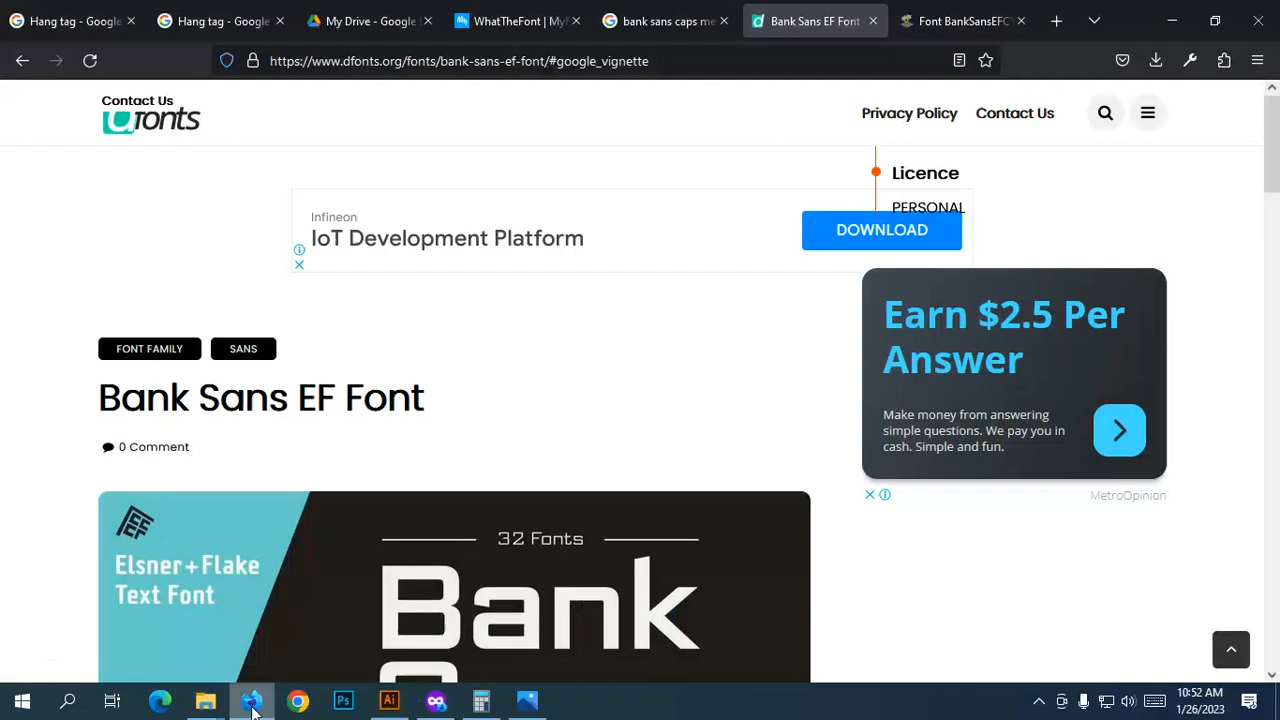 Hang tag - Google
Hang tag - Google
My Drive - Google
WhatTheFont | MyF
bank sans caps me
Bank Sans EF Font
Font BankSansEFC
https://www.dfonts.org/fonts/bank-sans-ef-font/#google_vignette
Contact Us
fonts
Privacy Policy
Contact Us
Licence
PERSONAL
Infineon
IoT Development Platform
DOWNLOAD
Earn $2.5 Per
Answer
Make money from answering
simple questions. We pay you in
cash. Simple and fun.
MetroOpinion
FONT FAMILY
SANS
Bank Sans EF Font
0 Comment
Elsner+Flake
Text Font
32 Fonts
Bank
Ps
Ai
10:52 AM
1/26/2023